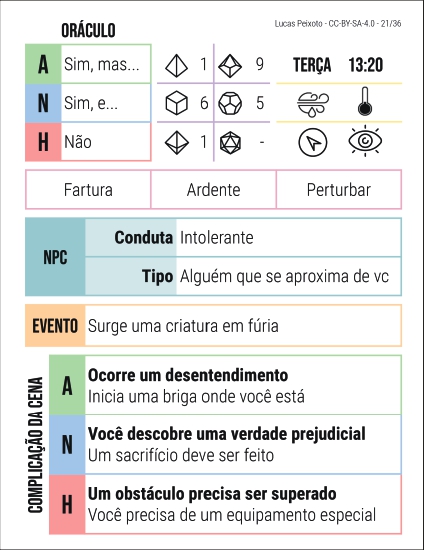 Lucas Peixoto - CC-BY-SA-4.0 - 21/36
ORÁCULO
A Sim, mas...
N Sim, e...
H Não
1 9
6 5
1 -
TERÇA 13:20
Fartura Ardente Perturbar
NPC
Conduta Intolerante
Tipo Alguém que se aproxima de vc
EVENTO Surge uma criatura em fúria
COMPLICAÇÃO DA CENA
A Ocorre um desentendimento
Inicia uma briga onde você está
N Você descobre uma verdade prejudicial
Um sacrifício deve ser feito
H Um obstáculo precisa ser superado
Você precisa de um equipamento especial